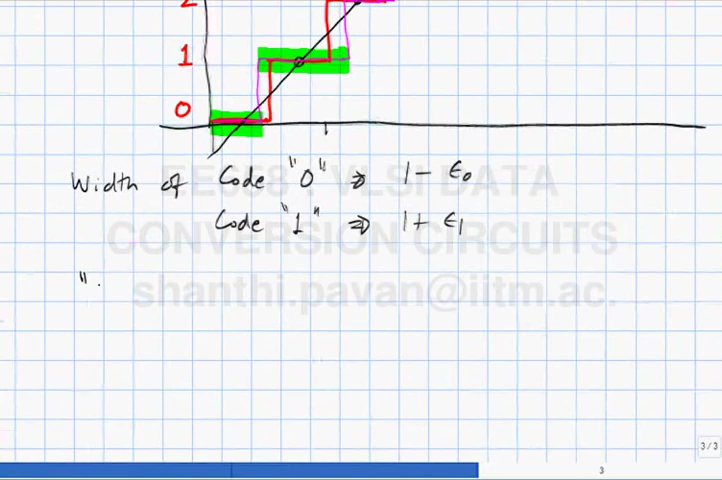 2
1
0
Width of Code "0" ⇒ 1 - ϵ₀
Code "1" ⇒ 1 + ϵ₁
".
EE658 : VLSI DATA
CONVERSION CIRCUITS
shanthi.pavan@iitm.ac.
3/3
3